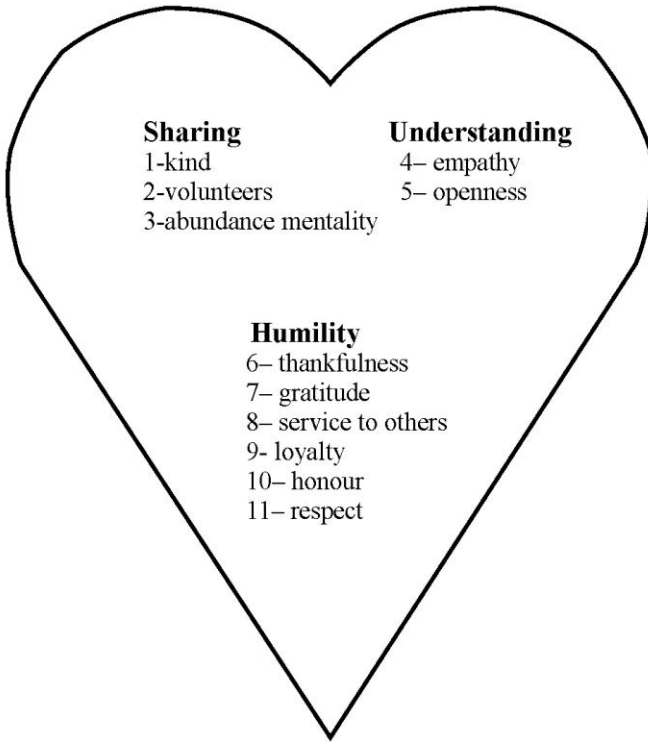 Sharing
1-kind
2-volunteers
3-abundance mentality
Understanding
4– empathy
5– openness
Humility
6– thankfulness
7– gratitude
8– service to others
9- loyalty
10– honour
11– respect